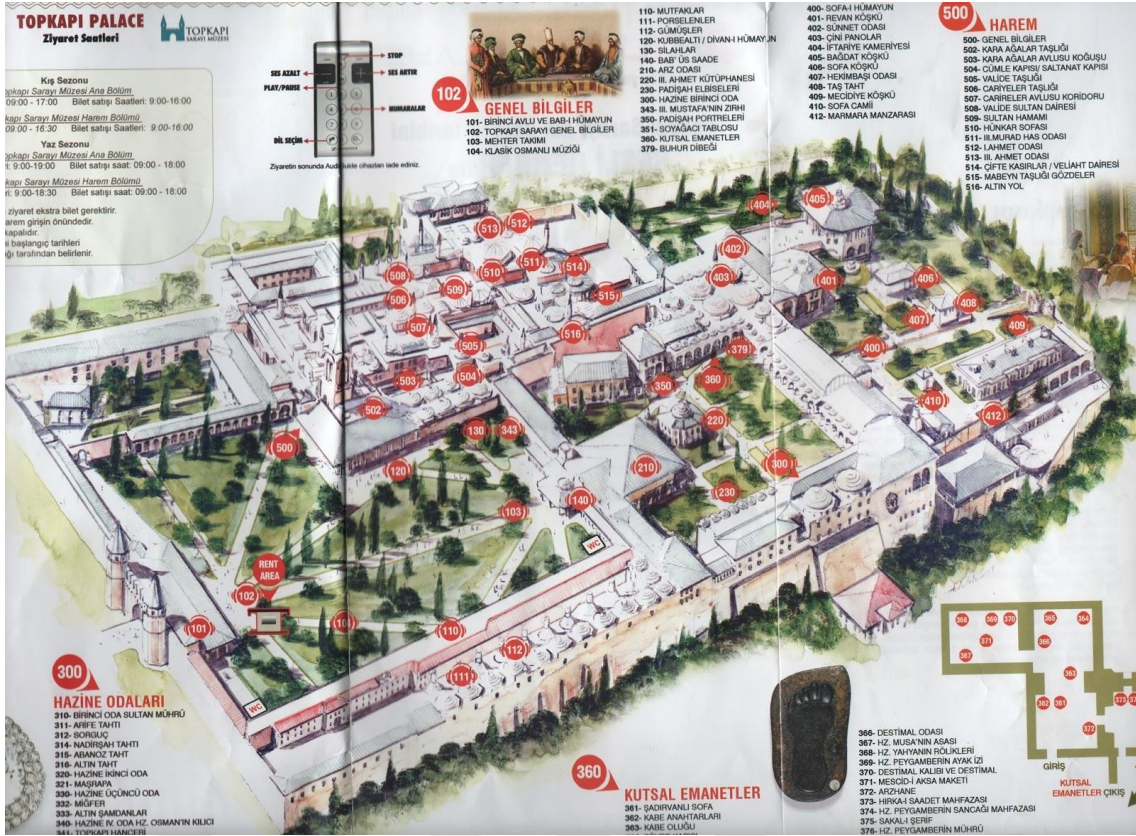 TOPKAPI PALACE
Ziyaret Saatleri
TOPKAPI
SARAYI MÜZESİ
Kış Sezonu
Topkapı Sarayı Müzesi Ana Bölüm
09:00 - 17:00 Bilet satışı Saatleri: 9:00-16:00
Topkapı Sarayı Müzesi Harem Bölümü
09:00 - 16:30 Bilet satışı Saatleri: 9:00-16:00
Yaz Sezonu
Topkapı Sarayı Müzesi Ana Bölüm
9:00-19:00 Bilet satışı saat: 09:00 - 18:00
Sarayı Müzesi Harem Bölümü
9:00-18:30 Bilet satışı saat: 09:00 - 18:00
ziyaret ekstra bilet gerektirir.
girişin önündedir.
kapalıdır.
başlangıç tarihleri
tarafından belirlenir.
STOP
SES AZALT
SES ARTIR
PLAY/PAUSE
NUMARALAR
DİL SEÇİM
Ziyaretin sonunda AudiGuide cihazları iade ediniz.
102
GENEL BİLGİLER
101- BİRİNCİ AVLU VE BAB-I HÜMAYUN
102- TOPKAPI SARAYI GENEL BİLGİLER
103- MEHTER TAKIMI
104- KLASİK OSMANLI MÜZİĞİ
110- MUTFAKLAR
111- PORSELENLER
112- GÜMÜŞLER
120- KUBBEALTI / DİVAN-I HÜMAYUN
130- SİLAHLAR
140- BAB' ÜS SAADE
210- ARZ ODASI
220- III. AHMET KÜTÜPHANESİ
230- PADİŞAH ELBİSELERİ
300- HAZİNE BİRİNCİ ODA
343- III. MUSTAFA'NIN ZIRHI
350- PADİŞAH PORTRELERİ
351- SOYAĞACI TABLOSU
360- KUTSAL EMANETLER
379- BUHUR DİBEĞİ
400- SOFA-I HÜMAYUN
401- REVAN KÖŞKÜ
402- SÜNNET ODASI
403- ÇİNİ PANOLAR
404- İFTARİYE KAMERİYESİ
405- BAĞDAT KÖŞKÜ
406- SOFA KÖŞKÜ
407- HEKİMBAŞI ODASI
408- TAŞ TAHT
409- MECİDİYE KÖŞKÜ
410- SOFA CAMİİ
412- MARMARA MANZARASI
500
HAREM
500- GENEL BİLGİLER
502- KARA AĞALAR TAŞLIĞI
503- KARA AĞALAR AVLUSU KOĞUŞU
504- CÜMLE KAPISI/ SALTANAT KAPISI
505- VALİDE TAŞLIĞI
506- CARİYELER TAŞLIĞI
507- CARİRELER AVLUSU KORİDORU
508- VALİDE SULTAN DAİRESİ
509- SULTAN HAMAMI
510- HÜNKAR SOFASI
511- III.MURAD HAS ODASI
512- I.AHMET ODASI
513- III. AHMET ODASI
514- ÇİFTE KASIRLAR / VELİAHT DAİRESİ
515- MABEYN TAŞLIĞI GÖZDELER
516- ALTIN YOL
404
405
513
512
402
511
510
514
508
509
403
401
406
506
515
408
407
507
516
409
505
379
400
504
503
360
350
502
410
412
130
343
220
500
120
210
300
230
140
103
WC
RENT
AREA
102
101
110
112
111
WC
300
HAZİNE ODALARI
310- BİRİNCİ ODA SULTAN MÜHRÜ
311- ARİFE TAHTI
312- SORGUÇ
314- NADİRŞAH TAHTI
315- ABANOZ TAHT
316- ALTIN TAHT
320- HAZİNE İKİNCİ ODA
321- MAŞRAPA
330- HAZİNE ÜÇÜNCÜ ODA
332- MİĞFER
333- ALTIN ŞAMDANLAR
340- HAZİNE IV. ODA HZ. OSMAN'IN KILICI
341- TOPKAPI HANÇERİ
360
KUTSAL EMANETLER
361- ŞADIRVANLI SOFA
362- KABE ANAHTARLARI
363- KABE OLUĞU
366- DESTİMAL ODASI
367- HZ. MUSA'NIN ASASI
368- HZ. YAHYANIN RÖLİKLERİ
369- HZ. PEYGAMBERİN AYAK İZİ
370- DESTİMAL KALIBI VE DESTİMAL
371- MESCİD-İ AKSA MAKETİ
372- ARZHANE
373- HIRKA-I SAADET MAHFAZASI
374- HZ. PEYGAMBERİN SANCAĞI MAHFAZASI
375- SAKAL-I ŞERİF
376- HZ. PEYGAMBERİN MÜHRÜ
368
369
370
365
364
371
366
367
363
362
361
373
372
GİRİŞ
KUTSAL
EMANETLER
ÇIKIŞ